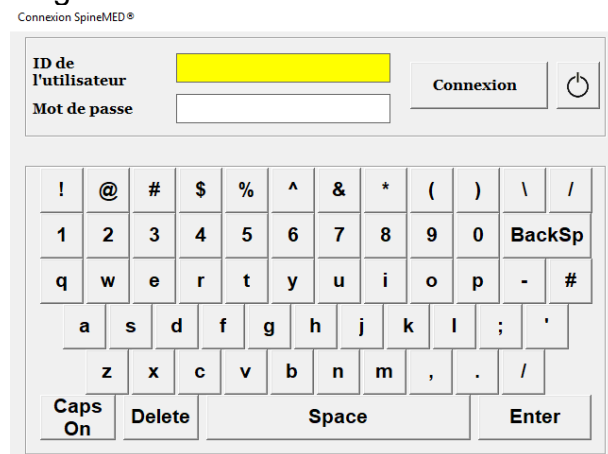 Connexion SpineMED®
ID de
l'utilisateur
Connexion
Mot de passe
! @ # $ % ^ & * ( ) \ /
1 2 3 4 5 6 7 8 9 0 BackSp
q w e r t y u i o p - #
a s d f g h j k l ; '
z x c v b n m , . /
Caps
On Delete Space Enter